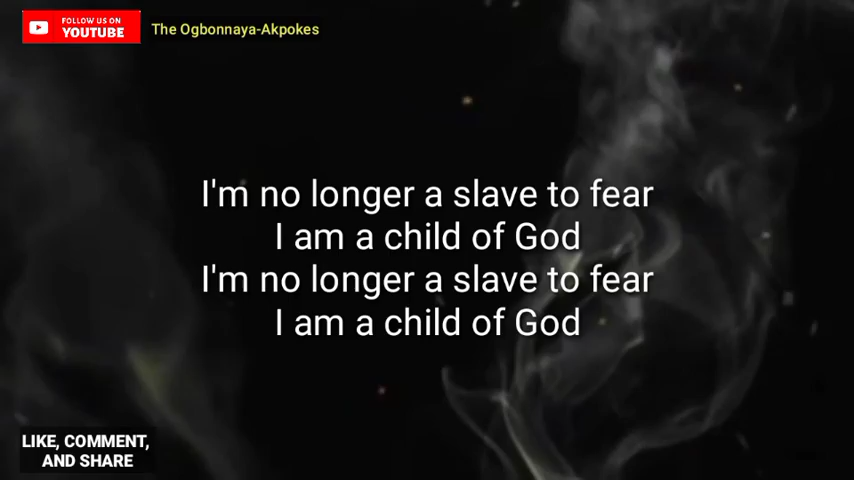 FOLLOW US ON
YOUTUBE
The Ogbonnaya-Akpokes
I'm no longer a slave to fear
I am a child of God
I'm no longer a slave to fear
I am a child of God
LIKE, COMMENT,
AND SHARE